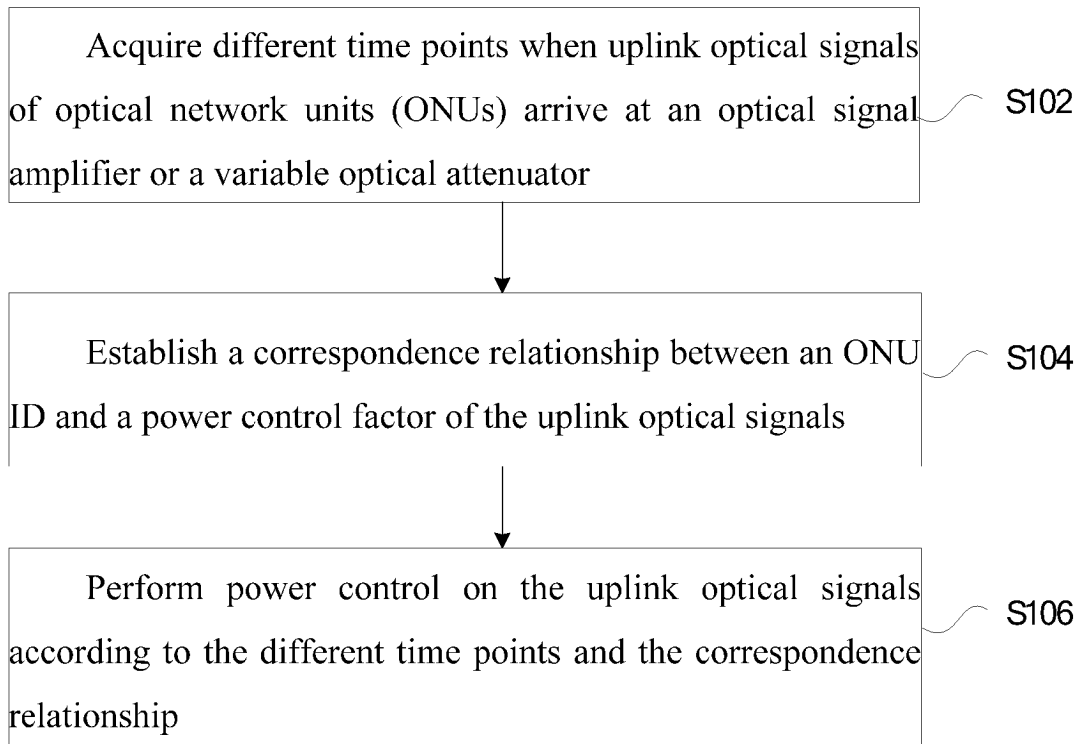 Acquire different time points when uplink optical signals
of optical network units (ONUs) arrive at an optical signal
amplifier or a variable optical attenuator
S102
Establish a correspondence relationship between an ONU
ID and a power control factor of the uplink optical signals
S104
Perform power control on the uplink optical signals
according to the different time points and the correspondence
relationship
S106